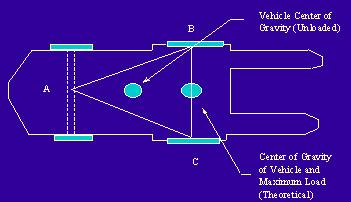 Vehicle Center of
Gravity (Unloaded)
B
A
C
Center of Gravity
of Vehicle and
Maximum Load
(Theoretical)